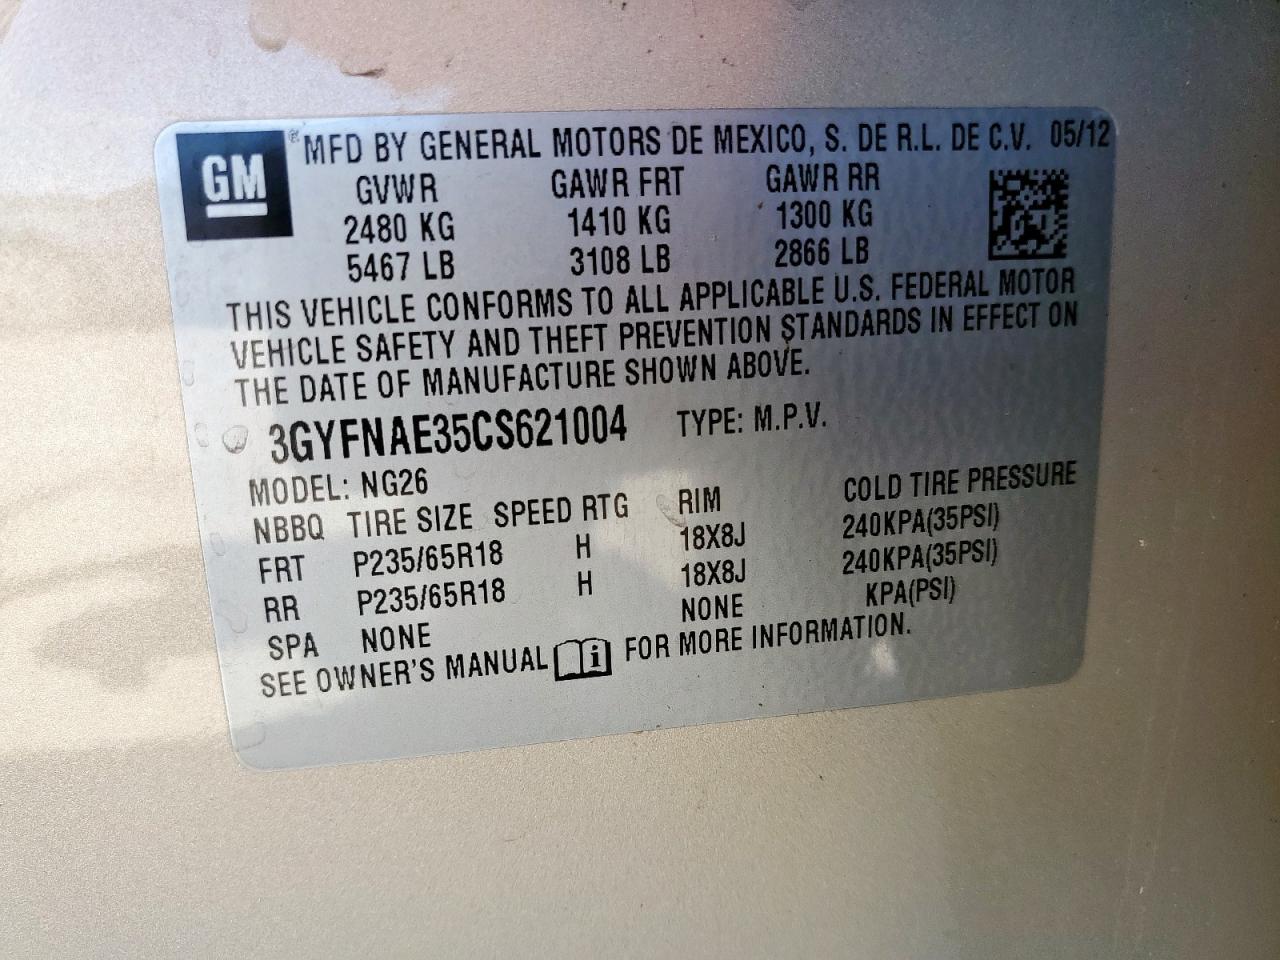 GM ® MFD BY GENERAL MOTORS DE MEXICO, S. DE R.L. DE C.V. 05/12
GVWR GAWR FRT GAWR RR
2480 KG 1410 KG 1300 KG
5467 LB 3108 LB 2866 LB
THIS VEHICLE CONFORMS TO ALL APPLICABLE U.S. FEDERAL MOTOR
VEHICLE SAFETY AND THEFT PREVENTION STANDARDS IN EFFECT ON
THE DATE OF MANUFACTURE SHOWN ABOVE.
3GYFNAE35CS621004 TYPE: M.P.V.
MODEL: NG26
NBBQ TIRE SIZE SPEED RTG RIM COLD TIRE PRESSURE
FRT P235/65R18 H 18X8J 240KPA(35PSI)
RR P235/65R18 H 18X8J 240KPA(35PSI)
SPA NONE NONE KPA(PSI)
SEE OWNER'S MANUAL i FOR MORE INFORMATION.